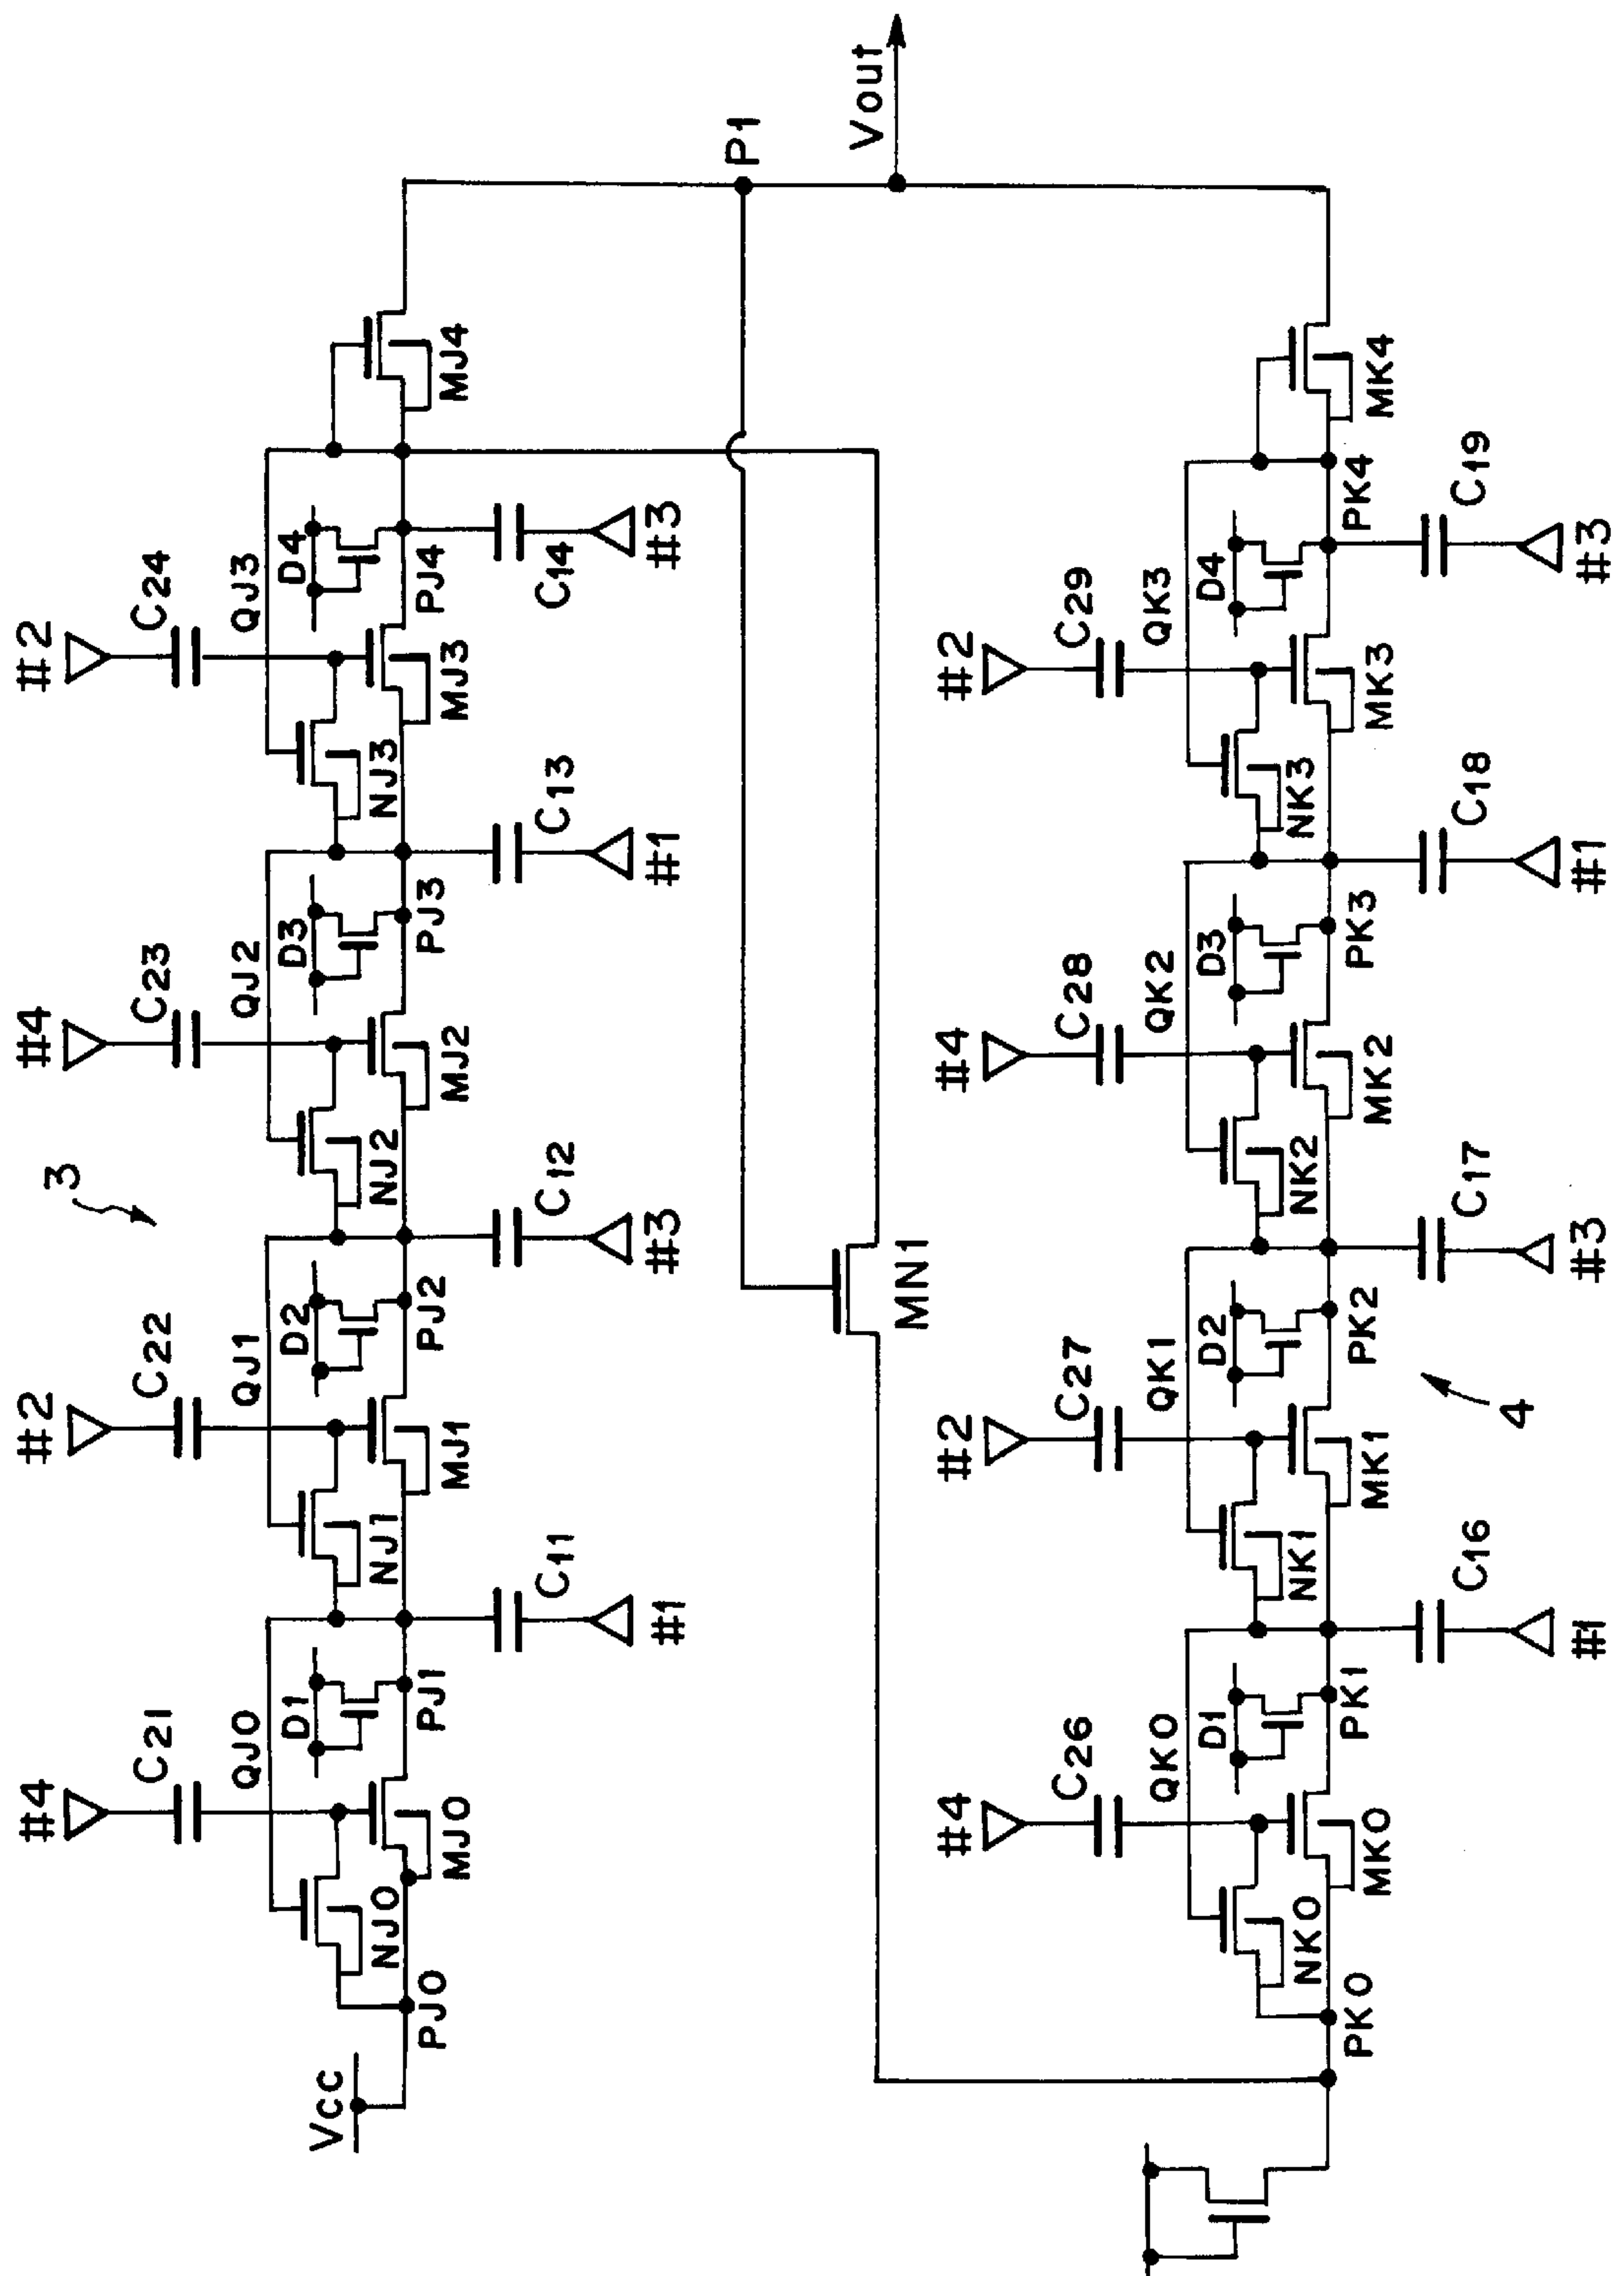 3
#4
#2
#4
#2
C21
C22
C23
C24
QJ0
QJ1
QJ2
QJ3
D1
D2
D3
D4
Vcc
NJ0
NJ1
NJ2
NJ3
PJ0
MJ0
PJ1
MJ1
PJ2
MJ2
PJ3
MJ3
PJ4
MJ4
C11
C12
C13
C14
#1
#3
#1
#3
P1
Vout
MN1
#4
#2
#4
#2
C26
C27
C28
C29
QK0
QK1
QK2
QK3
D1
D2
D3
D4
NK0
NK1
NK2
NK3
PK0
MK0
PK1
MK1
PK2
MK2
PK3
MK3
PK4
MK4
C16
C17
C18
C19
4
#1
#3
#1
#3